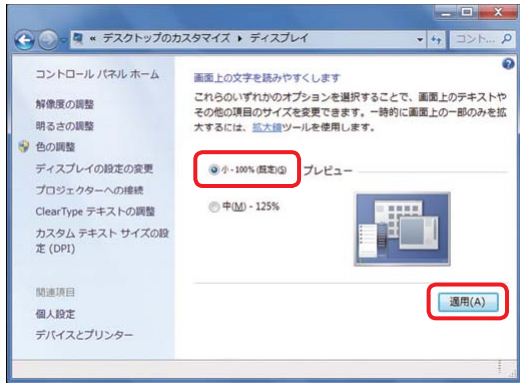 « デスクトップのカスタマイズ ▸ ディスプレイ
コント...
コントロール パネル ホーム
解像度の調整
明るさの調整
色の調整
ディスプレイの設定の変更
プロジェクターへの接続
ClearType テキストの調整
カスタム テキスト サイズの設
定 (DPI)
関連項目
個人設定
デバイスとプリンター
画面上の文字を読みやすくします
これらのいずれかのオプションを選択することで、画面上のテキストや
その他の項目のサイズを変更できます。一時的に画面上の一部のみを拡
大するには、拡大鏡ツールを使用します。
小 - 100% (既定)(S)
プレビュー
中(M) - 125%
適用(A)